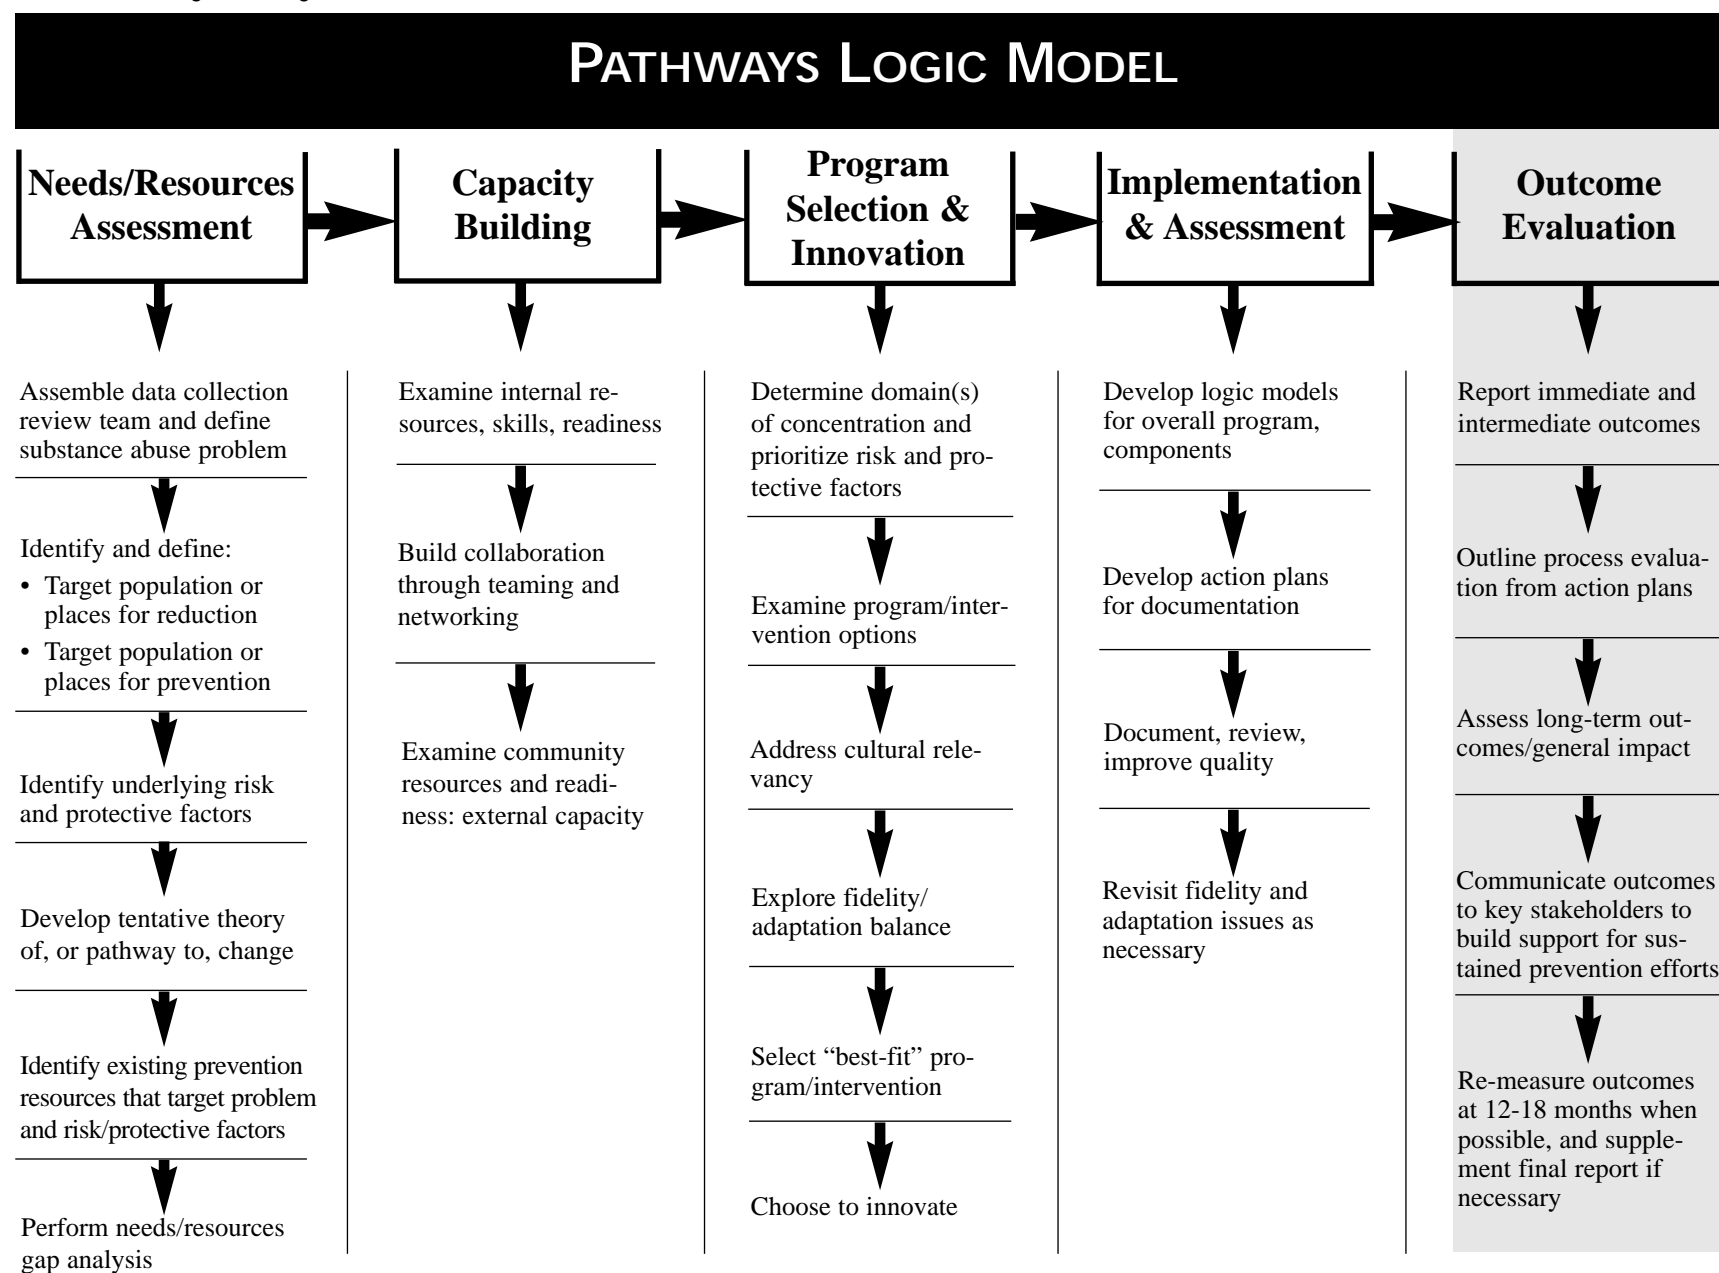 PATHWAYS LOGIC MODEL
Needs/Resources
Assessment
Capacity
Building
Program
Selection &
Innovation
Implementation
& Assessment
Outcome
Evaluation
Assemble data collection
review team and define
substance abuse problem
Identify and define:
• Target population or
places for reduction
• Target population or
places for prevention
Identify underlying risk
and protective factors
Develop tentative theory
of, or pathway to, change
Identify existing prevention
resources that target problem
and risk/protective factors
Perform needs/resources
gap analysis
Examine internal re-
sources, skills, readiness
Build collaboration
through teaming and
networking
Examine community
resources and readi-
ness: external capacity
Determine domain(s)
of concentration and
prioritize risk and pro-
tective factors
Examine program/inter-
vention options
Address cultural rele-
vancy
Explore fidelity/
adaptation balance
Select “best-fit” pro-
gram/intervention
Choose to innovate
Develop logic models
for overall program,
components
Develop action plans
for documentation
Document, review,
improve quality
Revisit fidelity and
adaptation issues as
necessary
Report immediate and
intermediate outcomes
Outline process evalua-
tion from action plans
Assess long-term out-
comes/general impact
Communicate outcomes
to key stakeholders to
build support for sus-
tained prevention efforts
Re-measure outcomes
at 12-18 months when
possible, and supple-
ment final report if
necessary